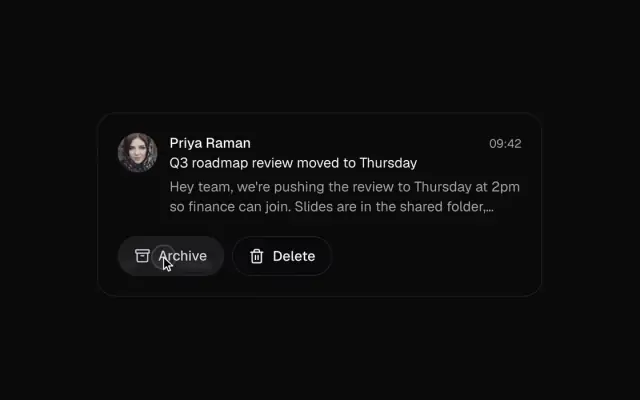 Priya Raman
09:42
Q3 roadmap review moved to Thursday
Hey team, we're pushing the review to Thursday at 2pm
so finance can join. Slides are in the shared folder,...
Archive
Delete